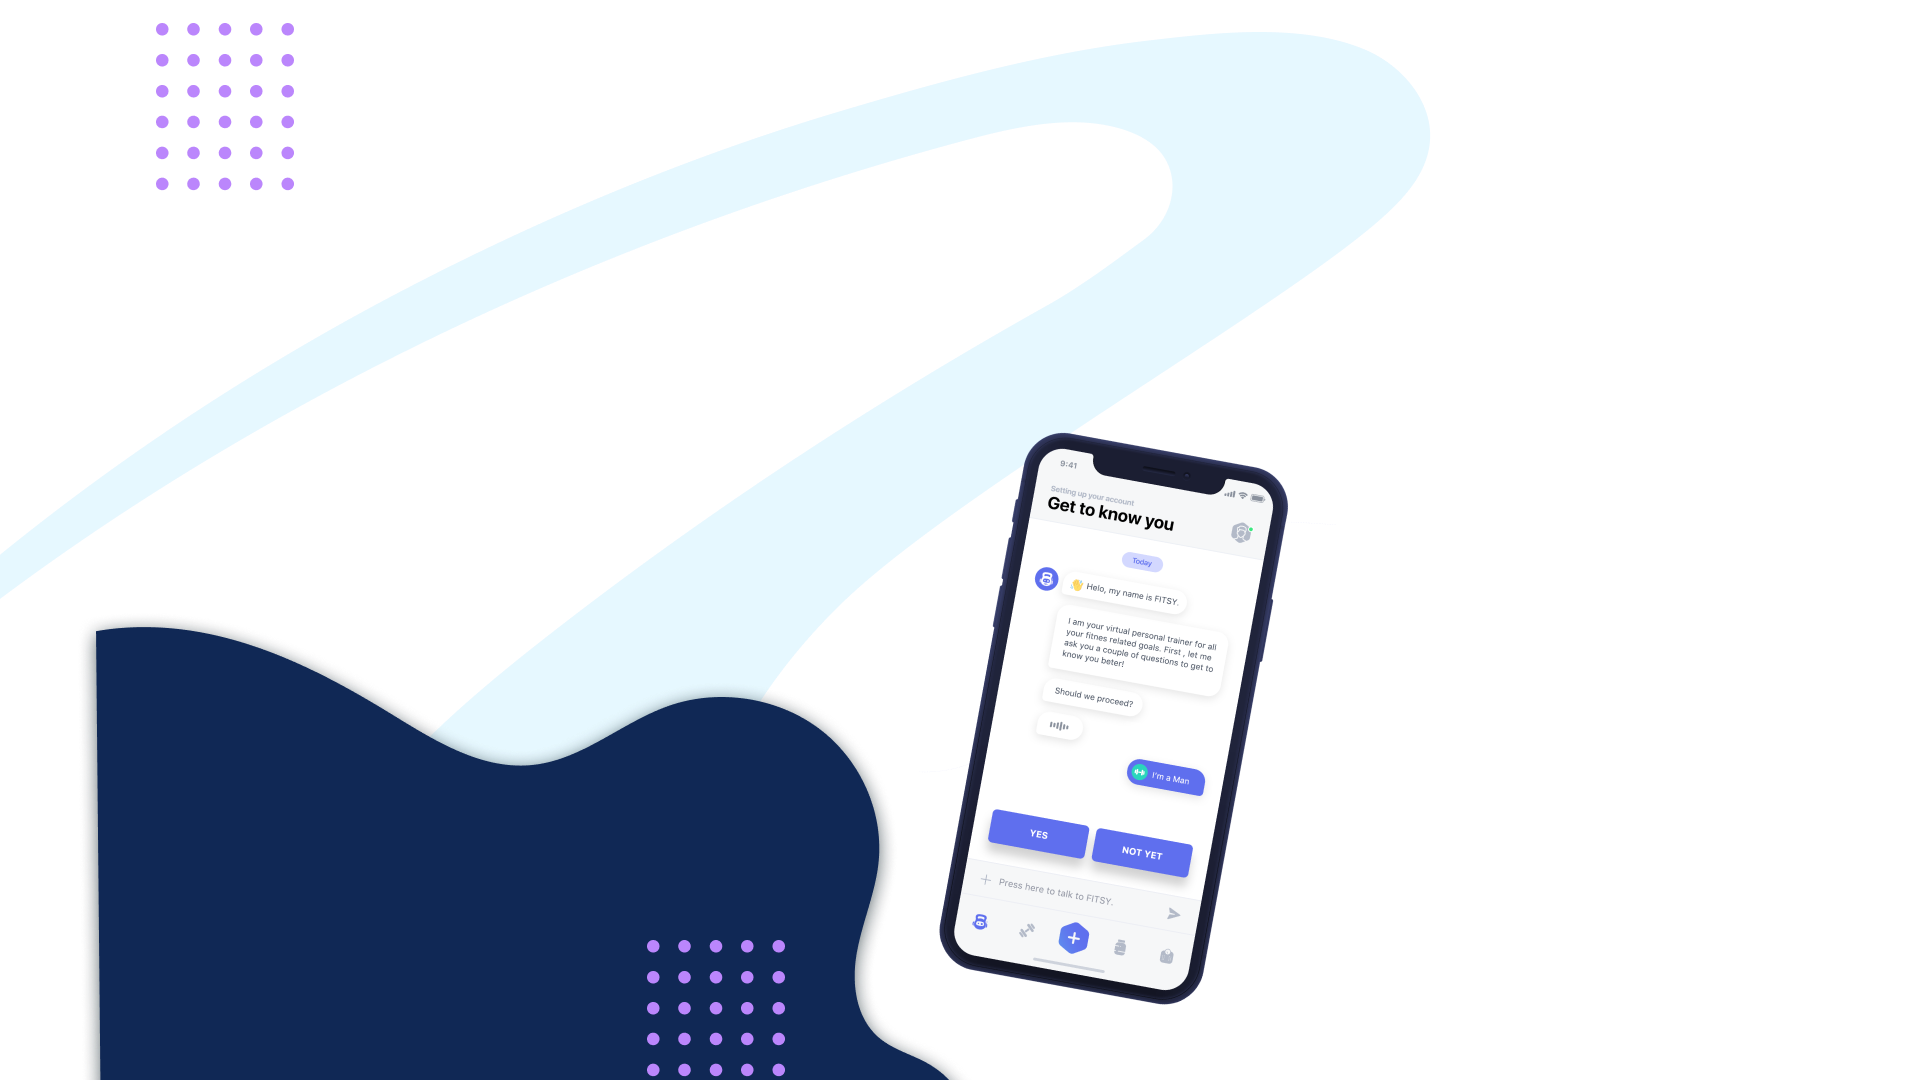 9:41
Setting up your account
Get to know you
Today
👋 Helo, my name is FITSY.
I am your virtual personal trainer for all
your fitnes related goals. First , let me
ask you a couple of questions to get to
know you beter!
Should we proceed?
I'm a Man
YES
NOT YET
Press here to talk to FITSY.